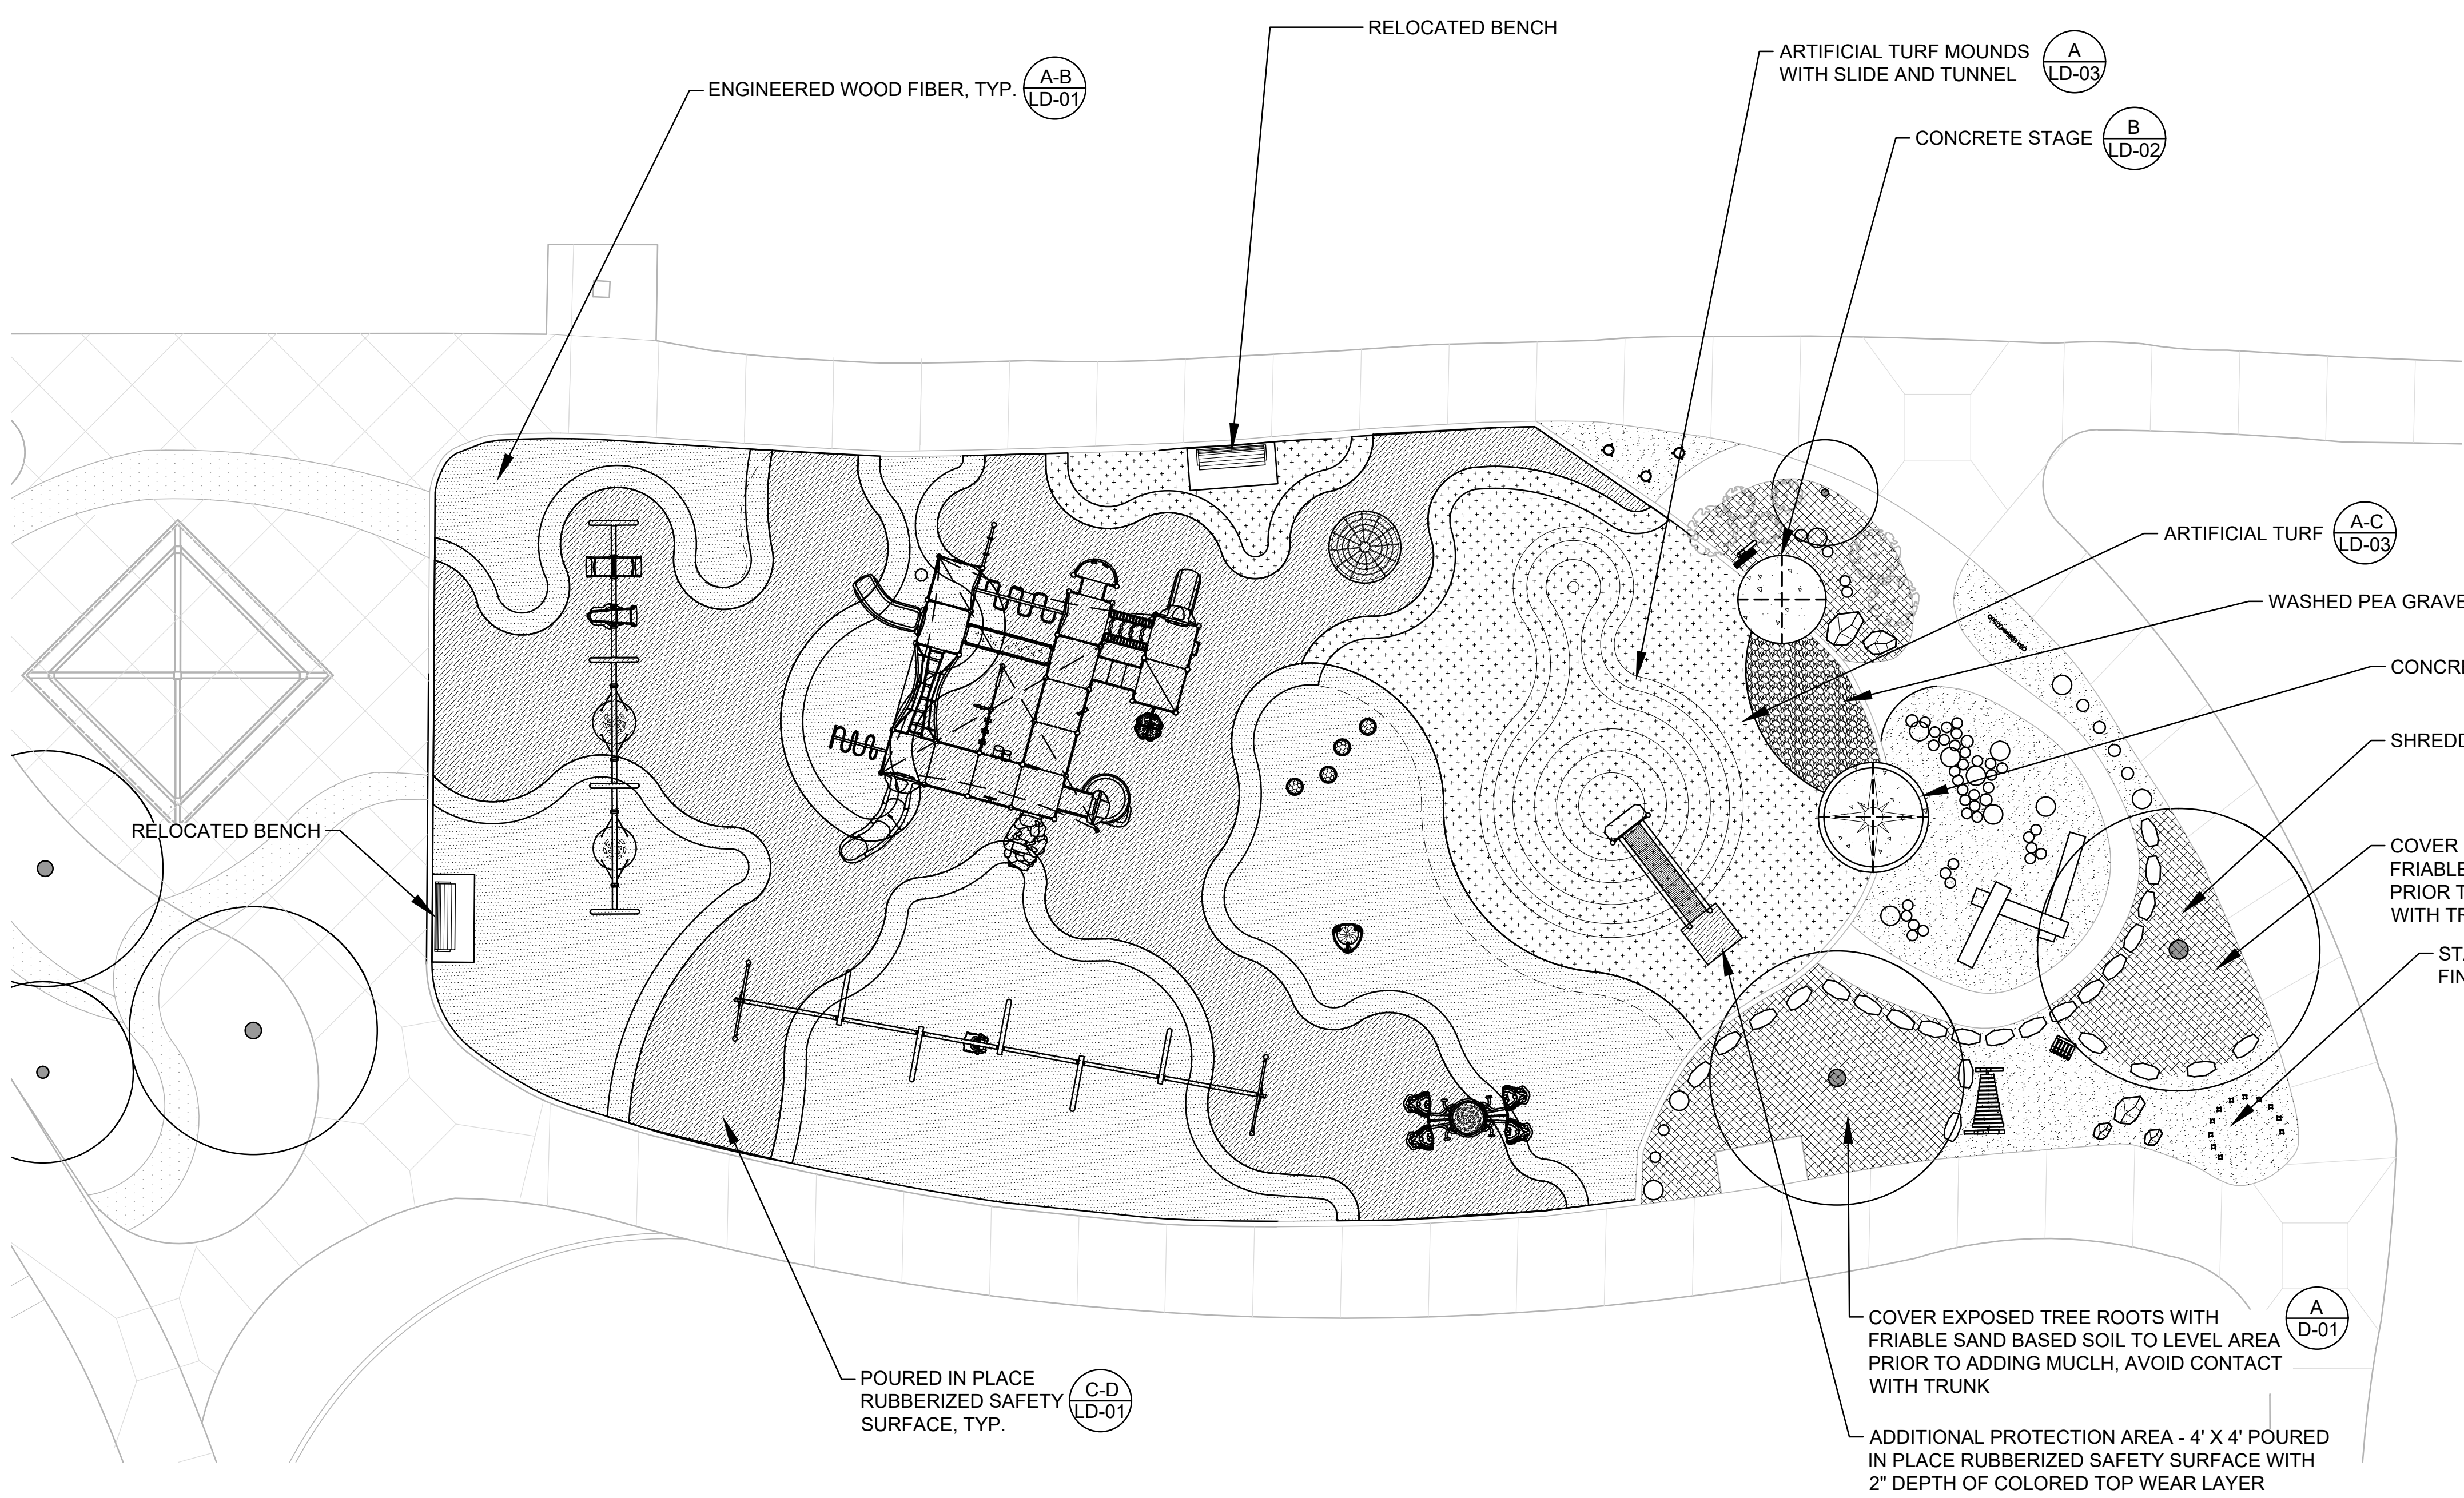 RELOCATED BENCH
ARTIFICIAL TURF MOUNDS
WITH SLIDE AND TUNNEL
A
LD-03
ENGINEERED WOOD FIBER, TYP.
A-B
LD-01
CONCRETE STAGE
B
LD-02
ARTIFICIAL TURF
A-C
LD-03
WASHED PEA GRAVE
CONCR
SHREDD
RELOCATED BENCH
COVER
FRIABLE
PRIOR T
WITH TR
STA
FIN
COVER EXPOSED TREE ROOTS WITH
FRIABLE SAND BASED SOIL TO LEVEL AREA
PRIOR TO ADDING MUCLH, AVOID CONTACT
WITH TRUNK
A
D-01
POURED IN PLACE
RUBBERIZED SAFETY
SURFACE, TYP.
C-D
LD-01
ADDITIONAL PROTECTION AREA - 4' X 4' POURED
IN PLACE RUBBERIZED SAFETY SURFACE WITH
2" DEPTH OF COLORED TOP WEAR LAYER